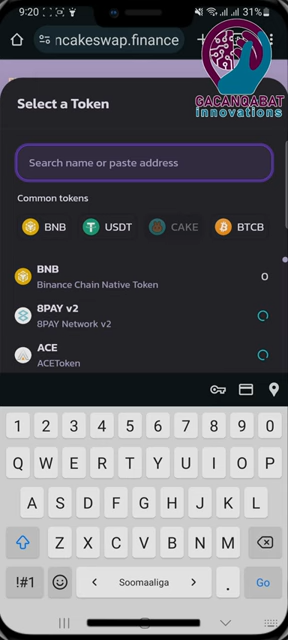 9:20
31%
ncakeswap.finance
GACANQABAT
innovations
Select a Token
Search name or paste address
Common tokens
BNB USDT CAKE BTCB
BNB
Binance Chain Native Token
0
8PAY v2
8PAY Network v2
ACE
ACEToken
1 2 3 4 5 6 7 8 9 0
Q W E R T Y U I O P
A S D F G H J K L
Z X C V B N M
!#1 < Soomaaliga > . Go